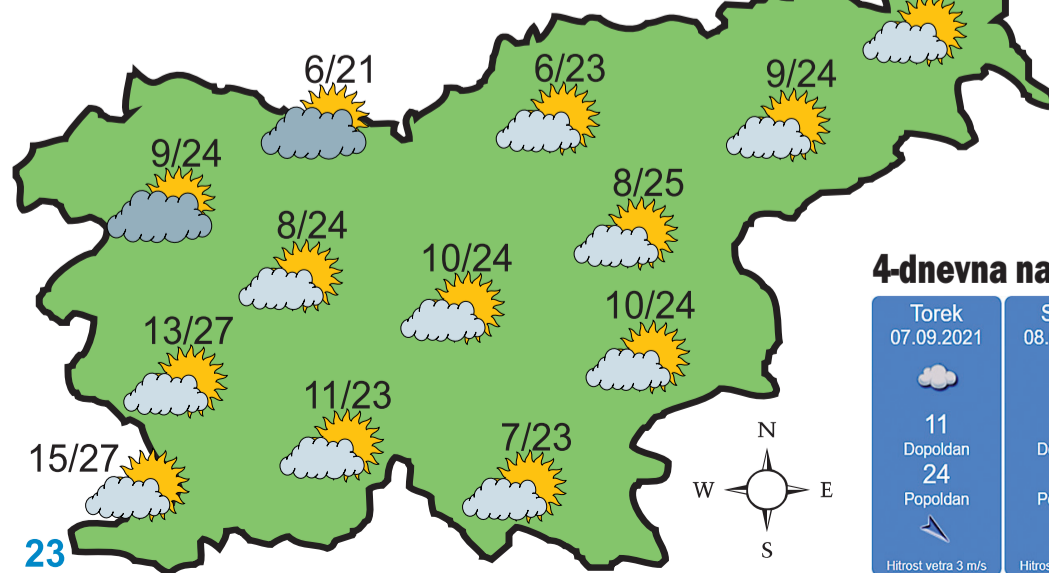 6/21
6/23
9/24
9/24
8/25
8/24
10/24
10/24
13/27
11/23
7/23
15/27
23
N
W E
S
4-dnevna na
Torek
07.09.2021
11
Dopoldan
24
Popoldan
Hitrost vetra 3 m/s
S
08.